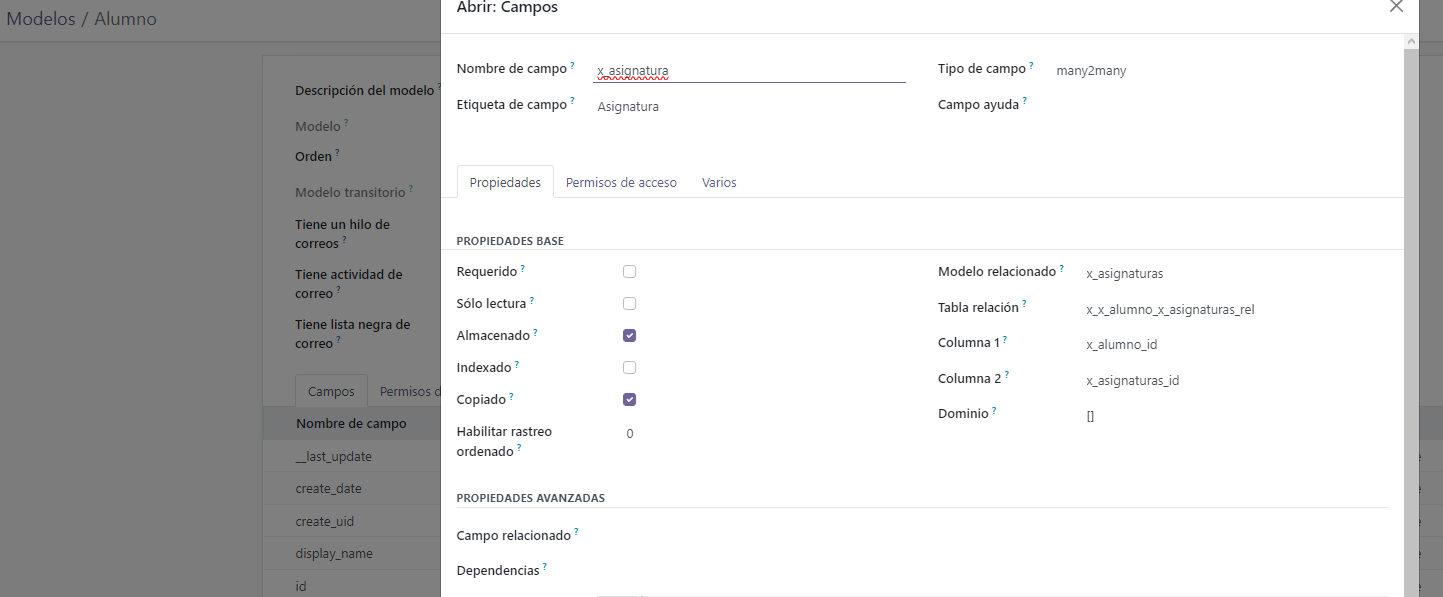 Modelos / Alumno
Descripción del modelo ?
Modelo ?
Orden ?
Modelo transitorio ?
Tiene un hilo de
correos ?
Tiene actividad de
correo ?
Tiene lista negra de
correo ?
Campos Permisos d
Nombre de campo
__last_update
create_date
create_uid
display_name
id
Abrir: Campos
Nombre de campo ? x_asignatura
Tipo de campo ? many2many
Etiqueta de campo ? Asignatura
Campo ayuda ?
Propiedades Permisos de acceso Varios
PROPIEDADES BASE
Requerido ?
Modelo relacionado ? x_asignaturas
Sólo lectura ?
Tabla relación ? x_x_alumno_x_asignaturas_rel
Almacenado ?
Columna 1 ? x_alumno_id
Indexado ?
Columna 2 ? x_asignaturas_id
Copiado ?
Dominio ? []
Habilitar rastreo
ordenado ? 0
PROPIEDADES AVANZADAS
Campo relacionado ?
Dependencias ?